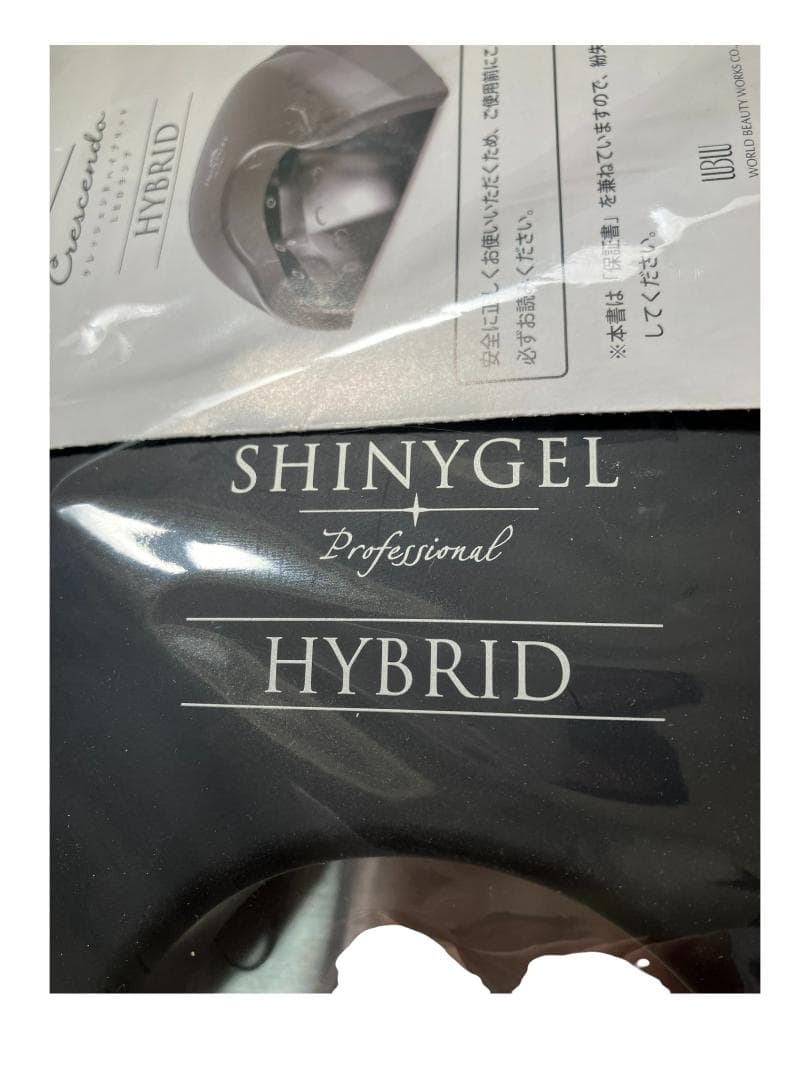 Crescendo
HYBRID
安全に正しくお使いいただくため、ご使用前にこ
必ずお読みください。
※本書は「保証書」を兼ねていますので、紛失
してください。
WBW
WORLD BEAUTY WORKS CO.
SHINYGEL
Professional
HYBRID